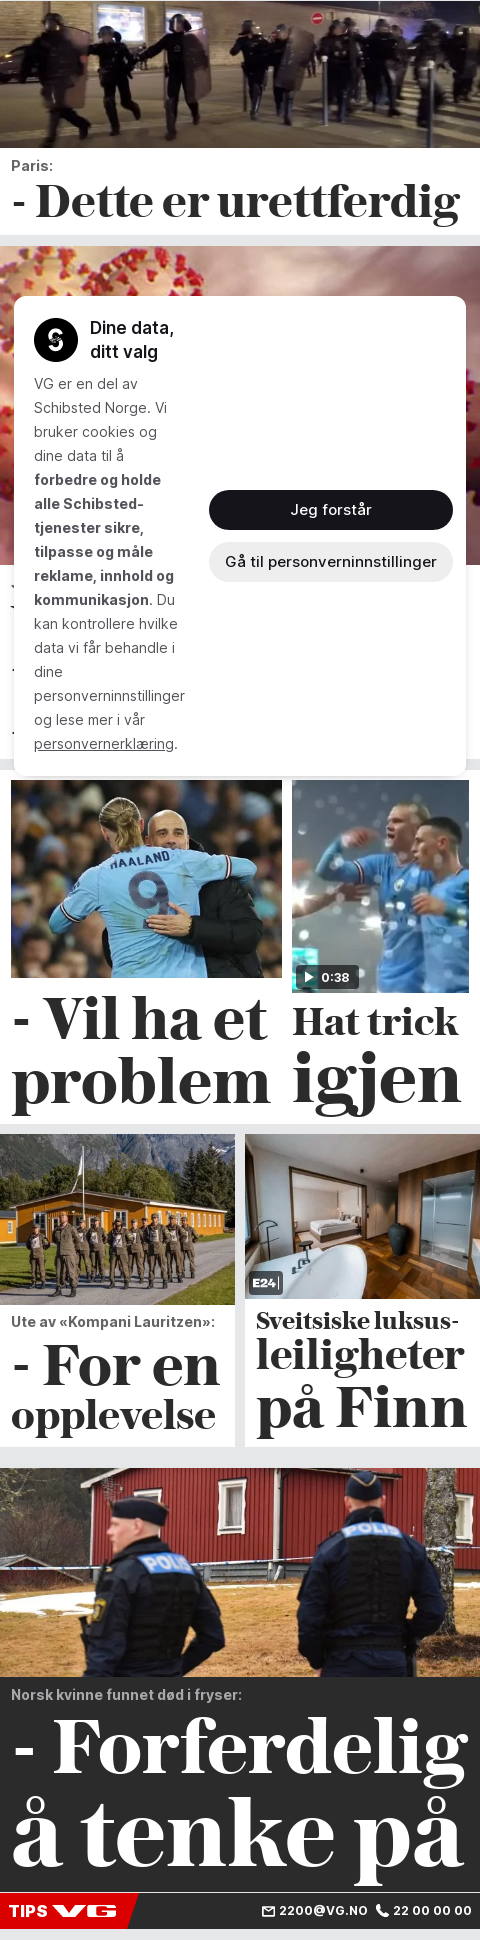 Paris:
- Dette er urettferdig
Dine data,
ditt valg
VG er en del av
Schibsted Norge. Vi
bruker cookies og
dine data til å
forbedre og holde
alle Schibsted-
tjenester sikre,
tilpasse og måle
reklame, innhold og
kommunikasjon. Du
kan kontrollere hvilke
data vi får behandle i
dine
personverninnstillinger
og lese mer i vår
personvernerklæring.
Jeg forstår
Gå til personverninnstillinger
HAALAND
9
- Vil ha et
problem
0:38
Hat trick
igjen
Ute av «Kompani Lauritzen»:
- For en
opplevelse
E24
Sveitsiske luksus-
leiligheter
på Finn
POLIS
POLIS
Norsk kvinne funnet død i fryser:
- Forferdelig
å tenke på
TIPS VG
2200@VG.NO 22 00 00 00